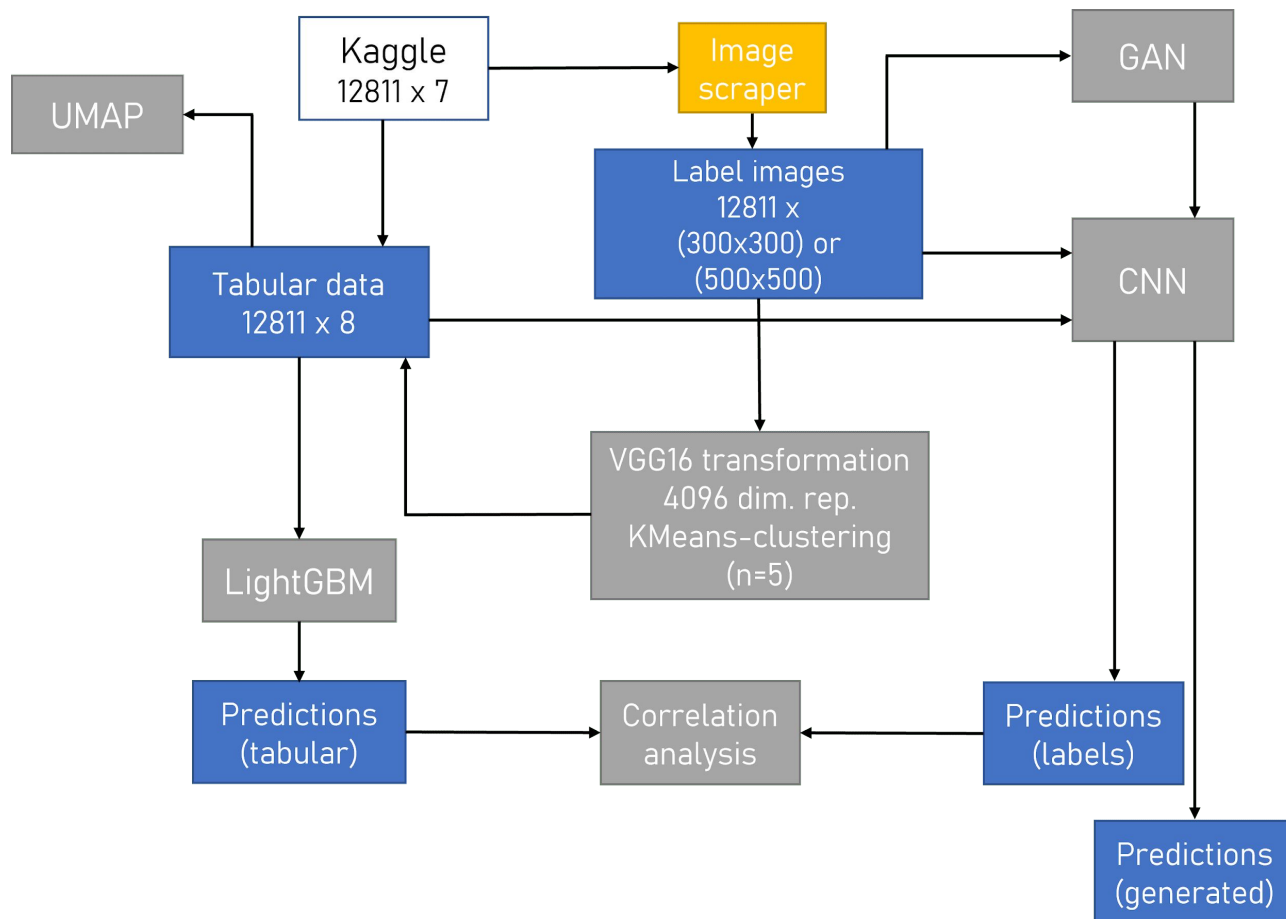 Kaggle
12811 x 7
Image
scraper
GAN
UMAP
Label images
12811 x
(300x300) or
(500x500)
Tabular data
12811 x 8
CNN
VGG16 transformation
4096 dim. rep.
KMeans-clustering
(n=5)
LightGBM
Predictions
(tabular)
Correlation
analysis
Predictions
(labels)
Predictions
(generated)